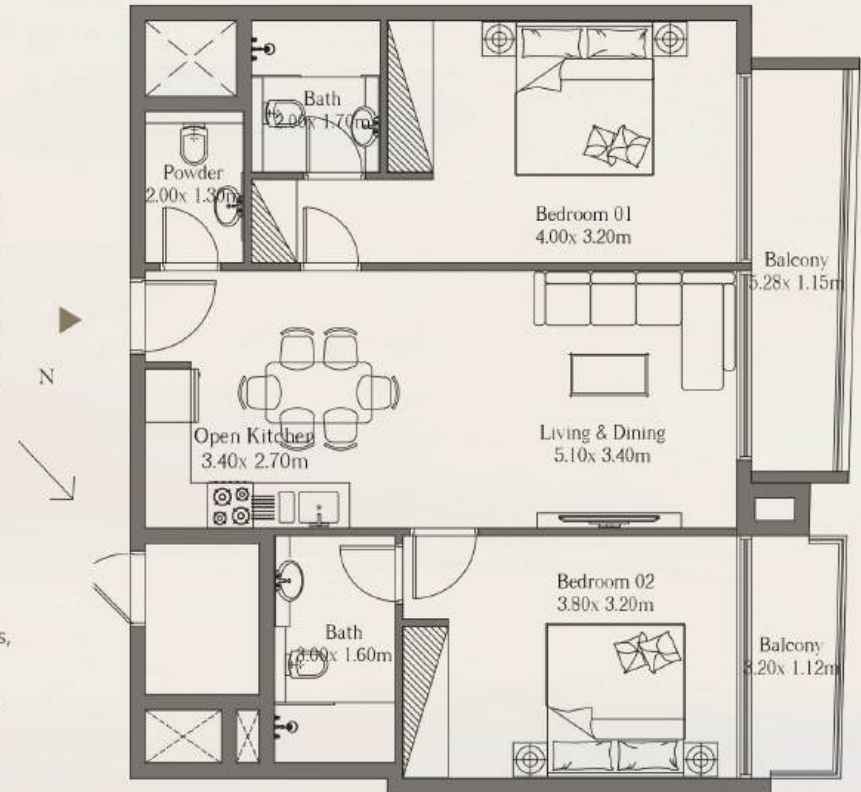 Bath
2.00x 1.70m
Powder
2.00x 1.30m
Bedroom 01
4.00x 3.20m
Balcony
5.28x 1.15m
N
Open Kitchen
3.40x 2.70m
Living & Dining
5.10x 3.40m
Bedroom 02
3.80x 3.20m
Bath
3.00x 1.60m
Balcony
3.20x 1.12m
s,